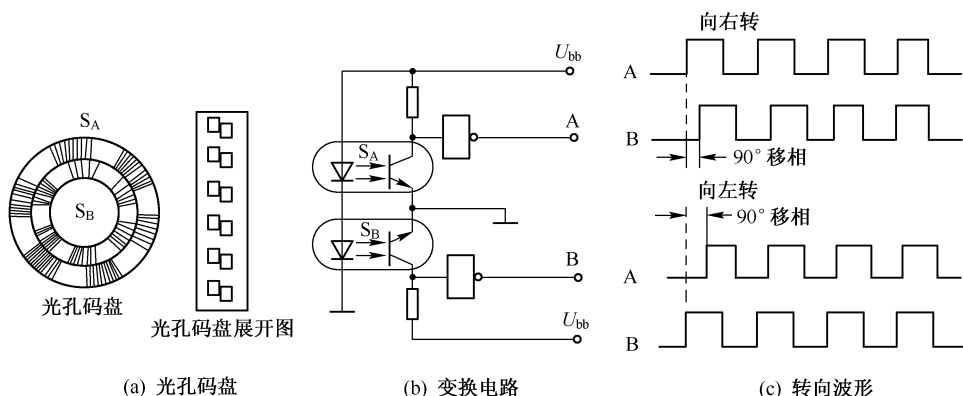 S_A
S_B
光孔码盘
光孔码盘展开图
(a) 光孔码盘
U_bb
A
S_A
S_B
B
U_bb
(b) 变换电路
向右转
A
B
90°移相
向左转
90°移相
A
B
(c) 转向波形